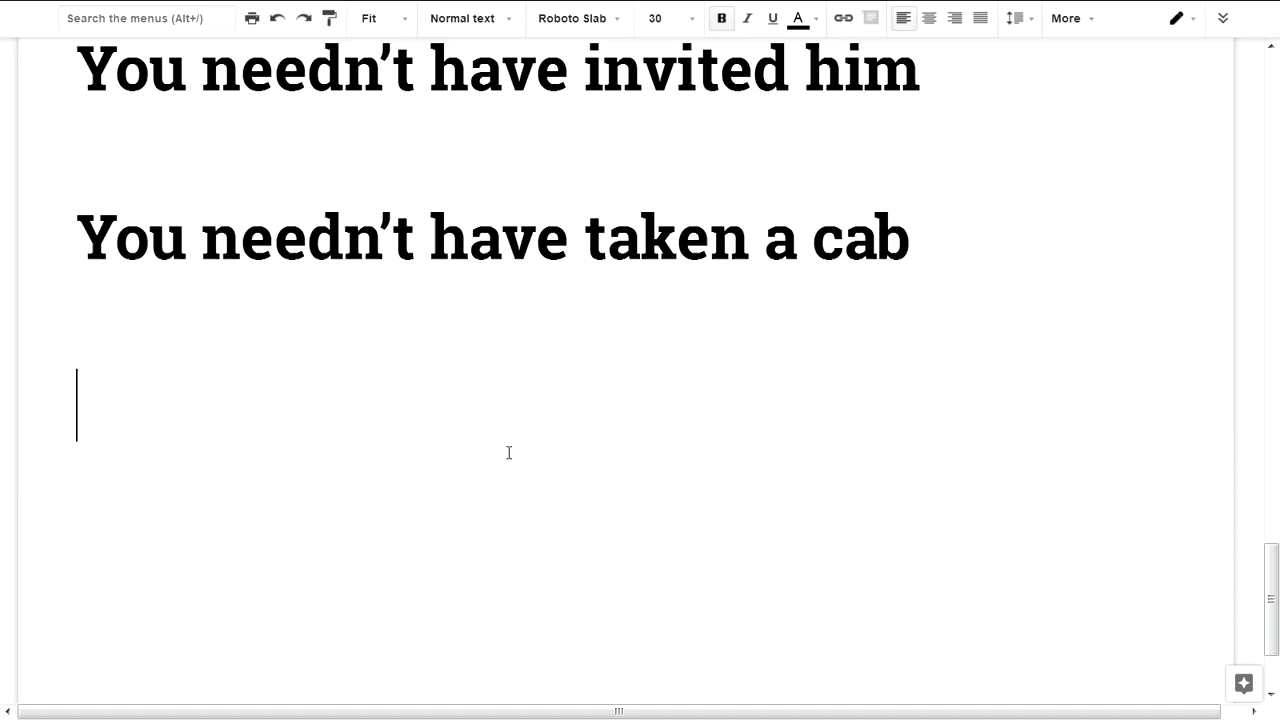 Search the menus (Alt+/) Fit Normal text Roboto Slab 30 B I U A More
You needn’t have invited him
You needn’t have taken a cab